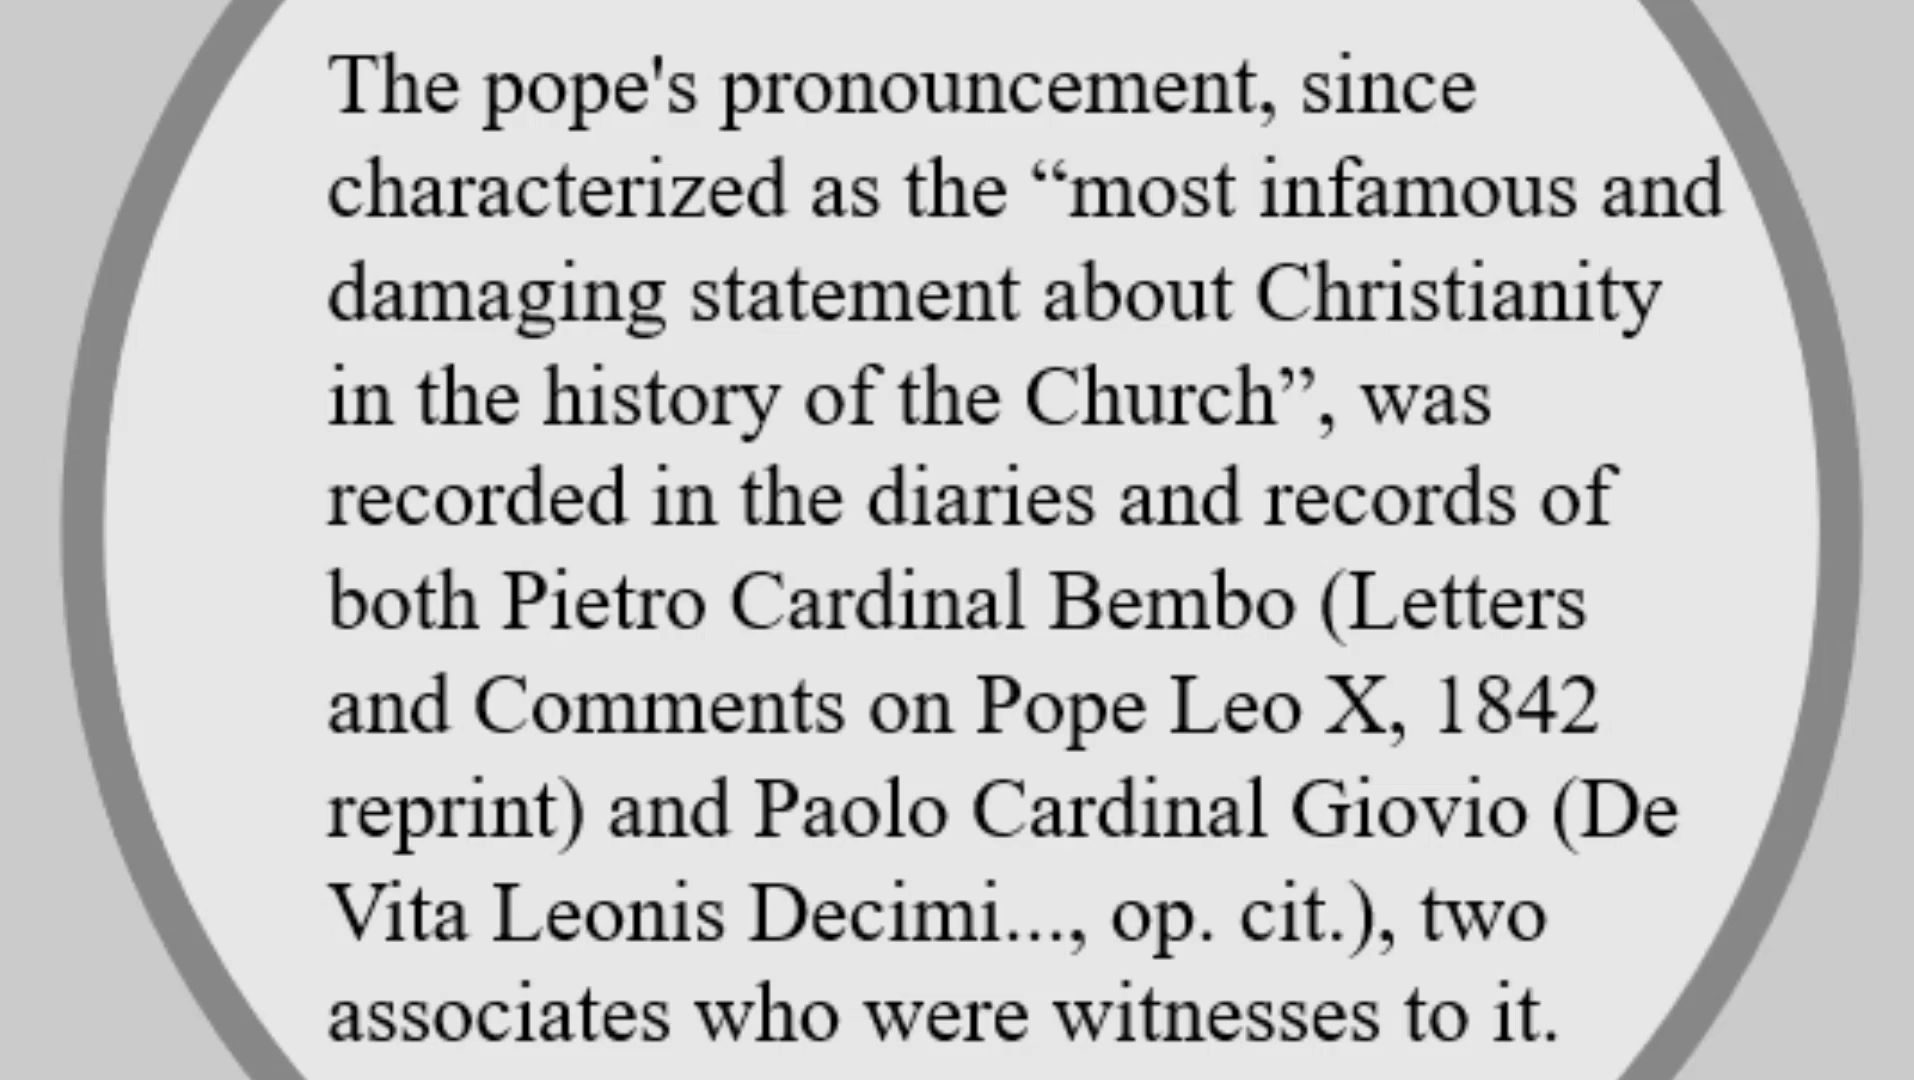 The pope's pronouncement, since
characterized as the “most infamous and
damaging statement about Christianity
in the history of the Church”, was
recorded in the diaries and records of
both Pietro Cardinal Bembo (Letters
and Comments on Pope Leo X, 1842
reprint) and Paolo Cardinal Giovio (De
Vita Leonis Decimi..., op. cit.), two
associates who were witnesses to it.